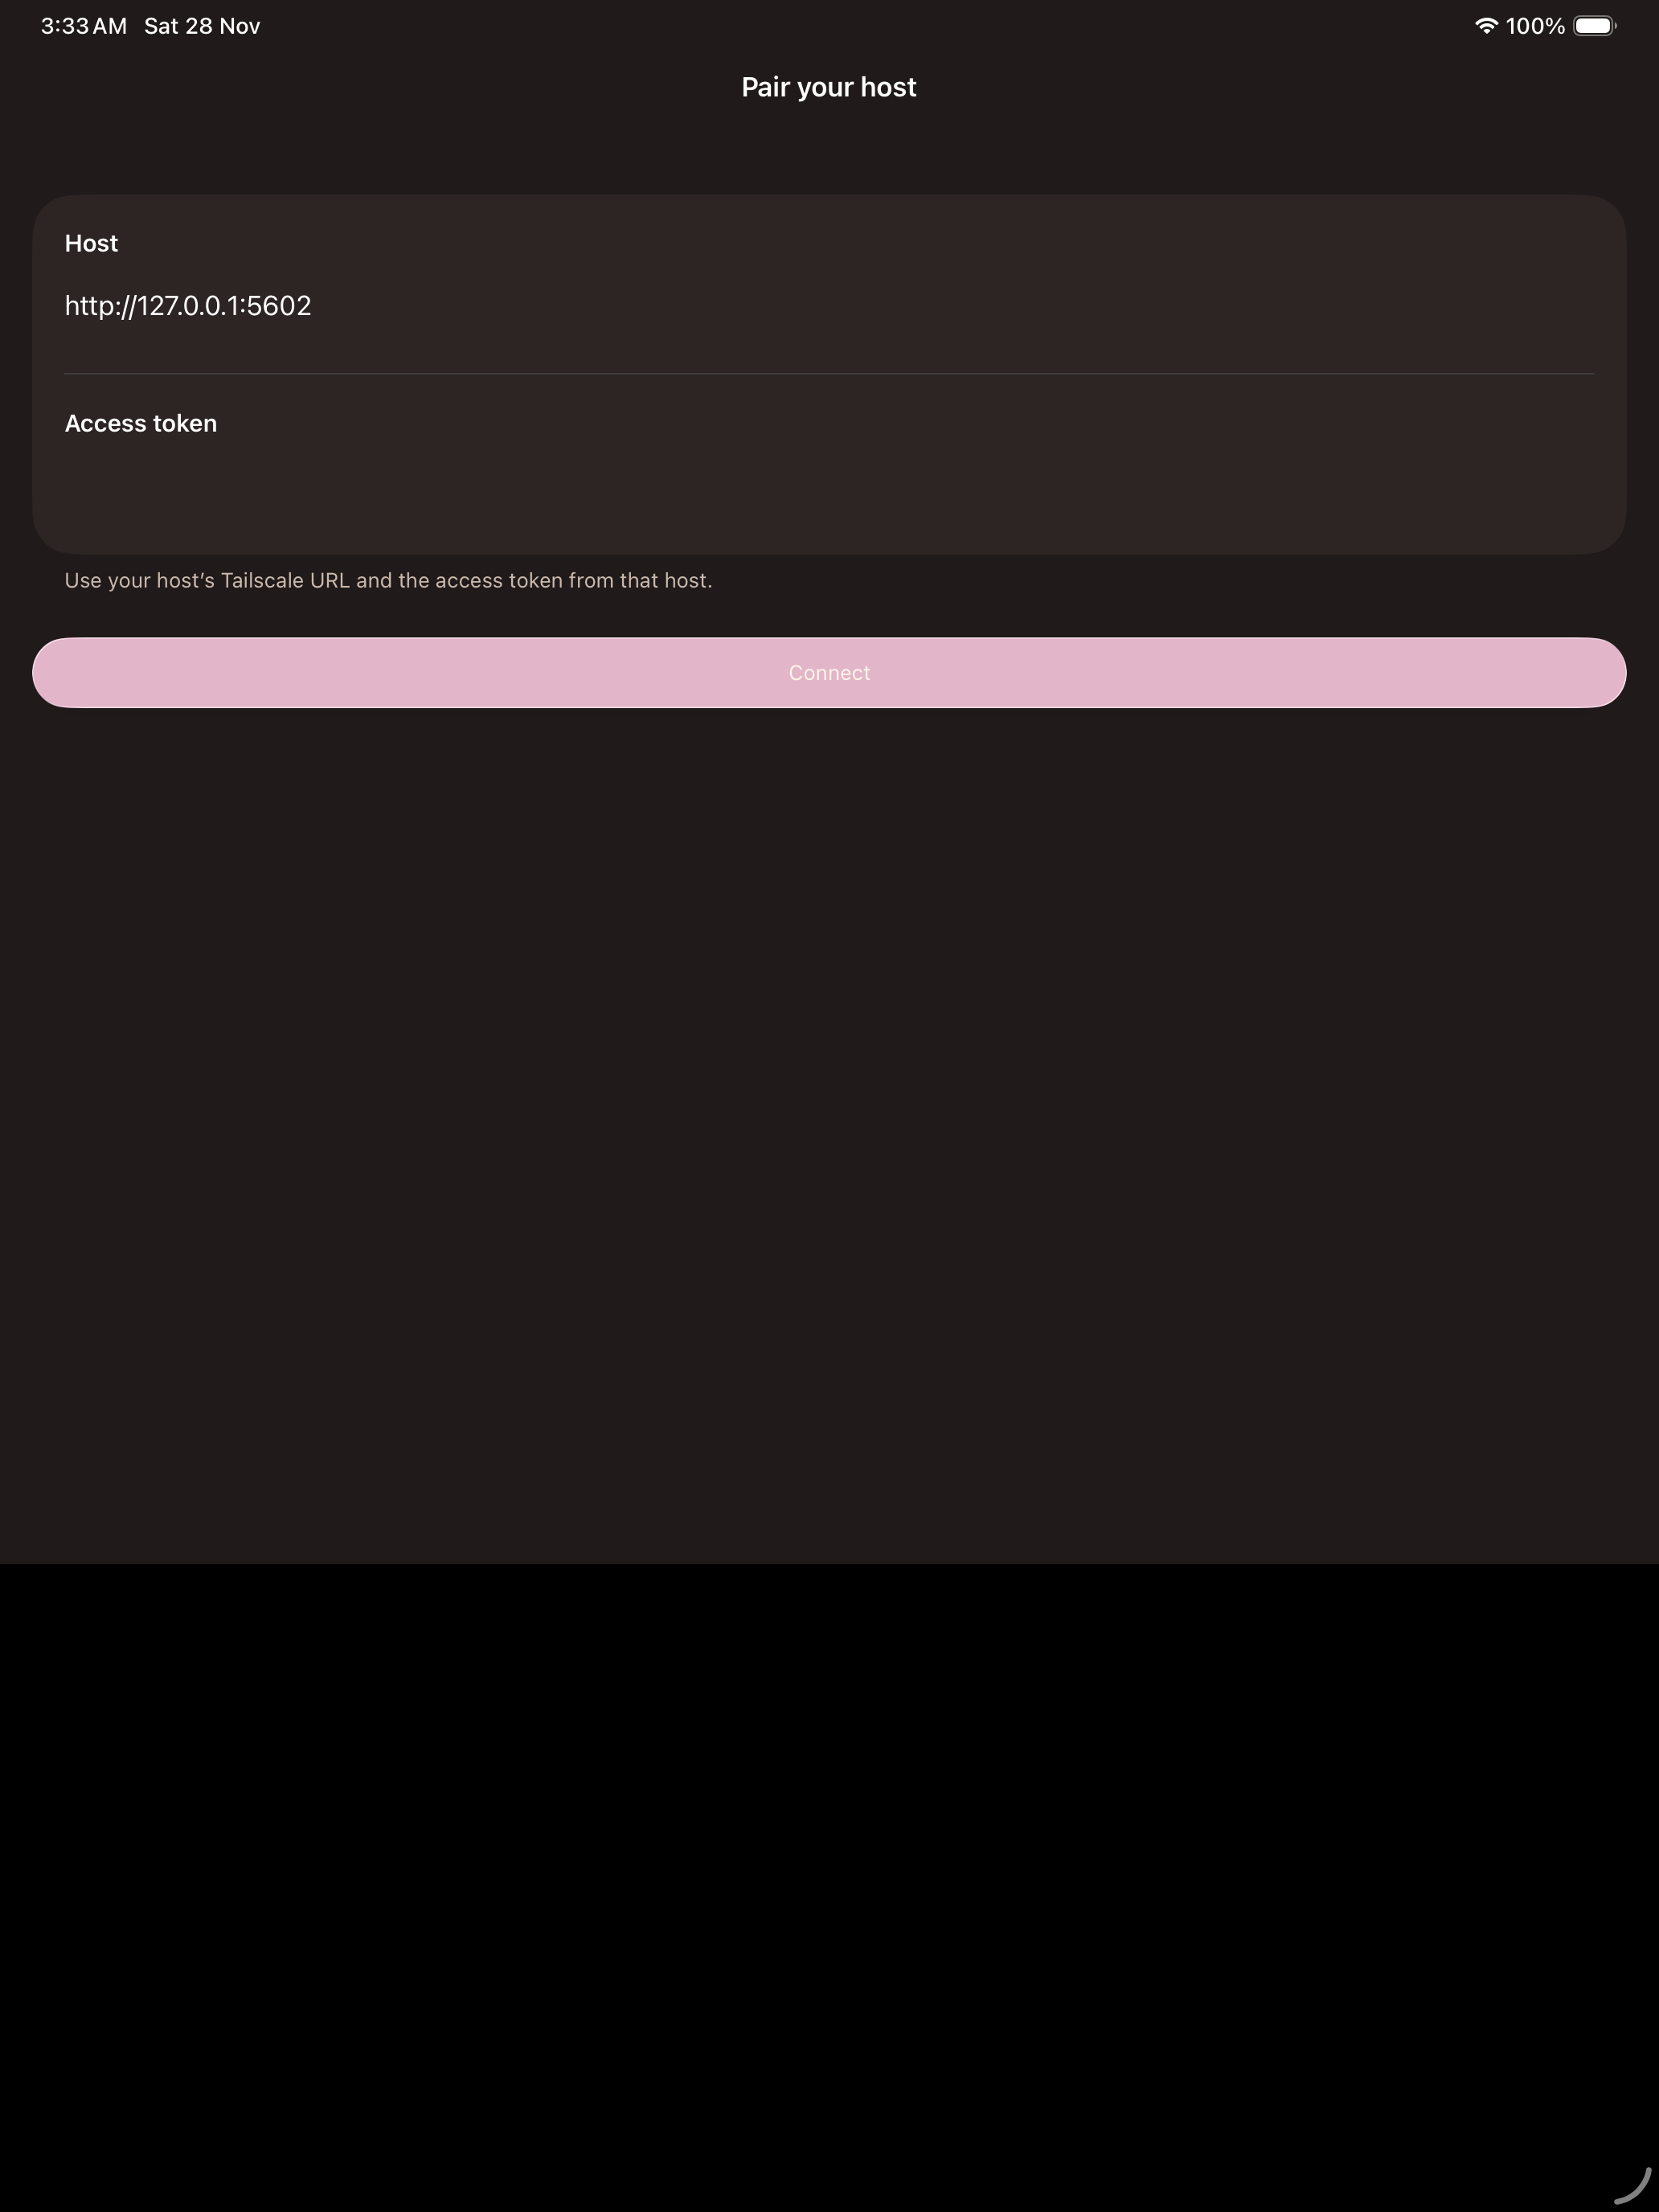 3:33 AM Sat 28 Nov 100%
Pair your host
Host
http://127.0.0.1:5602
Access token
Use your host’s Tailscale URL and the access token from that host.
Connect